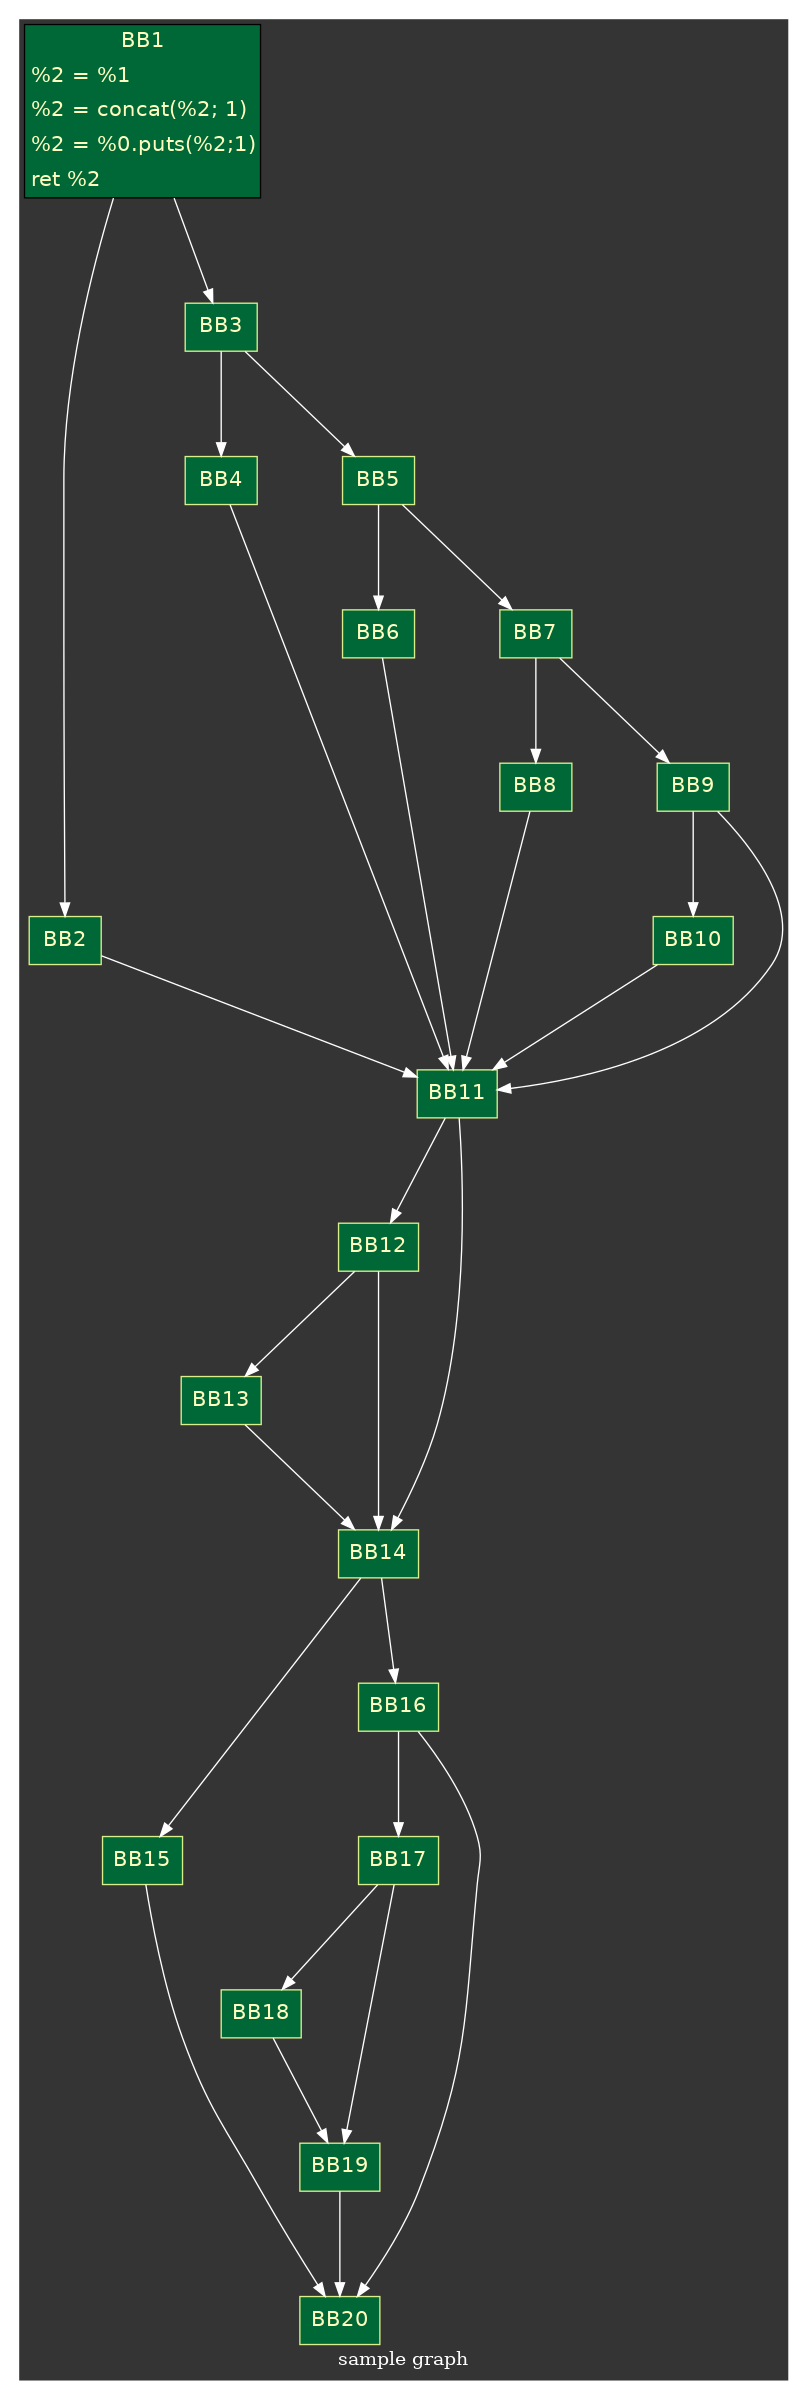 BB1
%2 = %1
%2 = concat(%2; 1)
%2 = %0.puts(%2;1)
ret %2
BB3
BB4
BB5
BB6
BB7
BB8
BB9
BB2
BB10
BB11
BB12
BB13
BB14
BB16
BB15
BB17
BB18
BB19
BB20
sample graph